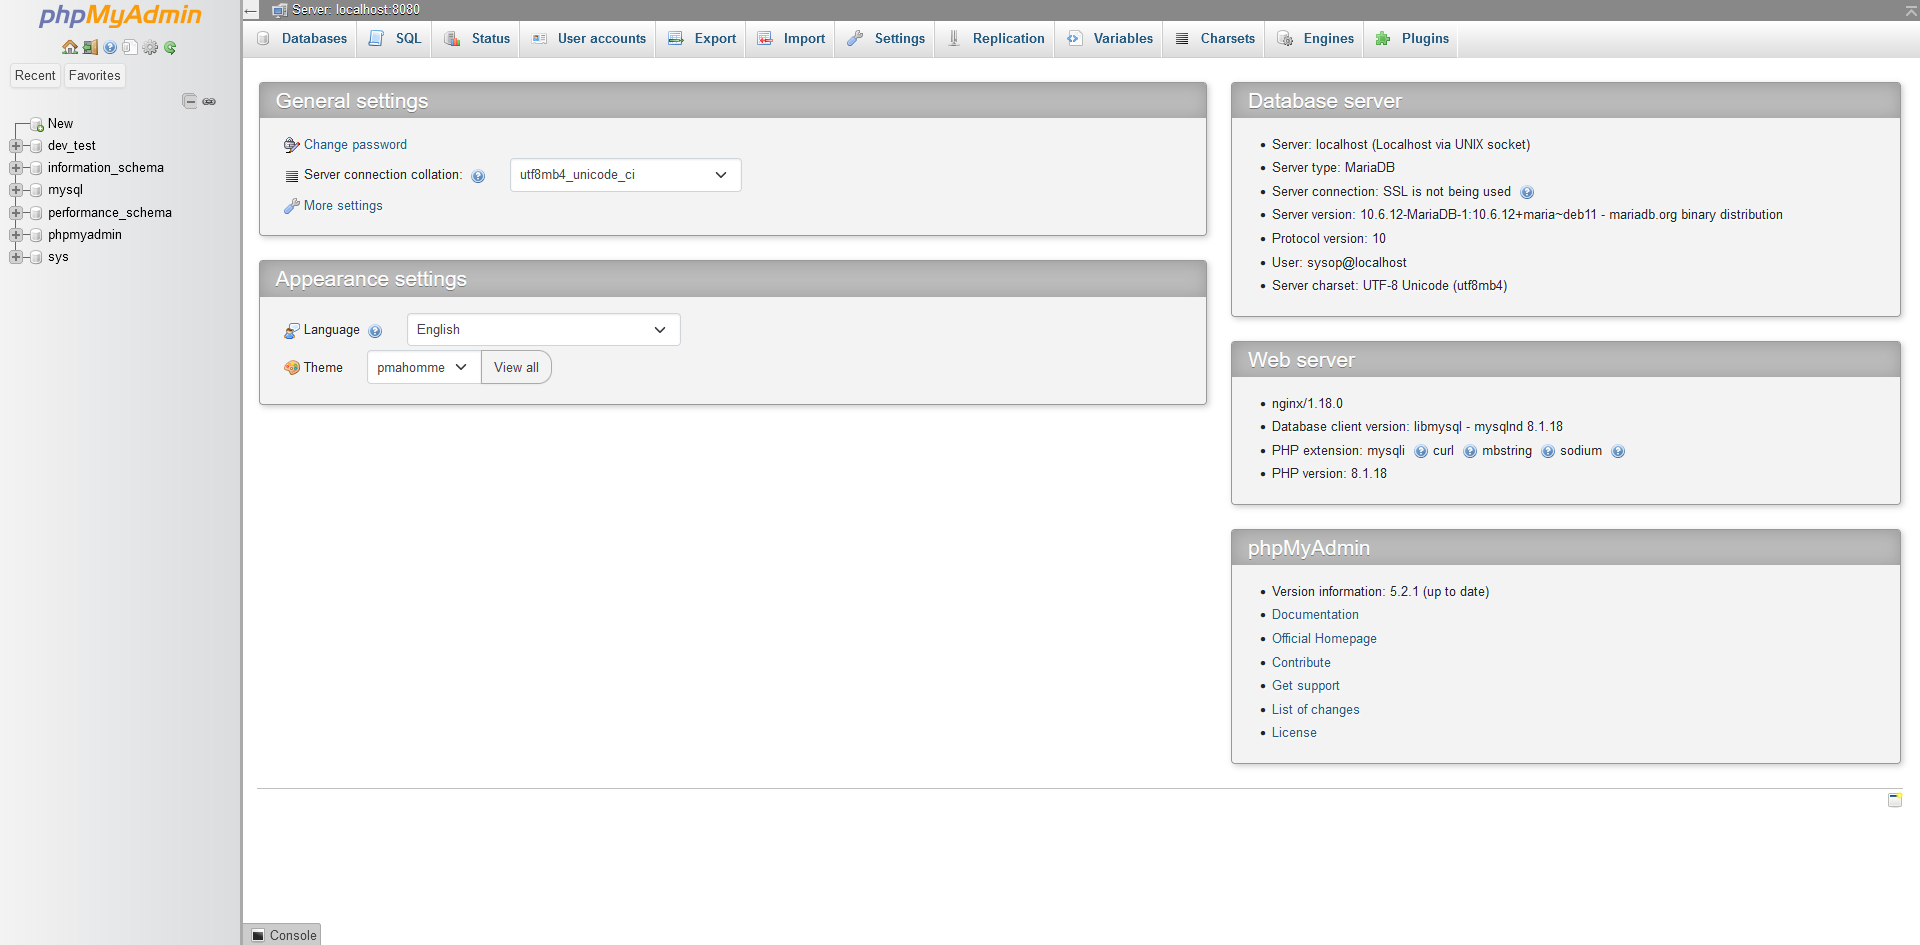 phpMyAdmin
Recent Favorites
New
dev_test
information_schema
mysql
performance_schema
phpmyadmin
sys
Server: localhost:8080
Databases SQL Status User accounts Export Import Settings Replication Variables Charsets Engines Plugins
General settings
Change password
Server connection collation: utf8mb4_unicode_ci
More settings
Appearance settings
Language English
Theme pmahomme View all
Database server
Server: localhost (Localhost via UNIX socket)
Server type: MariaDB
Server connection: SSL is not being used
Server version: 10.6.12-MariaDB-1:10.6.12+maria~deb11 - mariadb.org binary distribution
Protocol version: 10
User: sysop@localhost
Server charset: UTF-8 Unicode (utf8mb4)
Web server
nginx/1.18.0
Database client version: libmysql - mysqlnd 8.1.18
PHP extension: mysqli curl mbstring sodium
PHP version: 8.1.18
phpMyAdmin
Version information: 5.2.1 (up to date)
Documentation
Official Homepage
Contribute
Get support
List of changes
License
Console